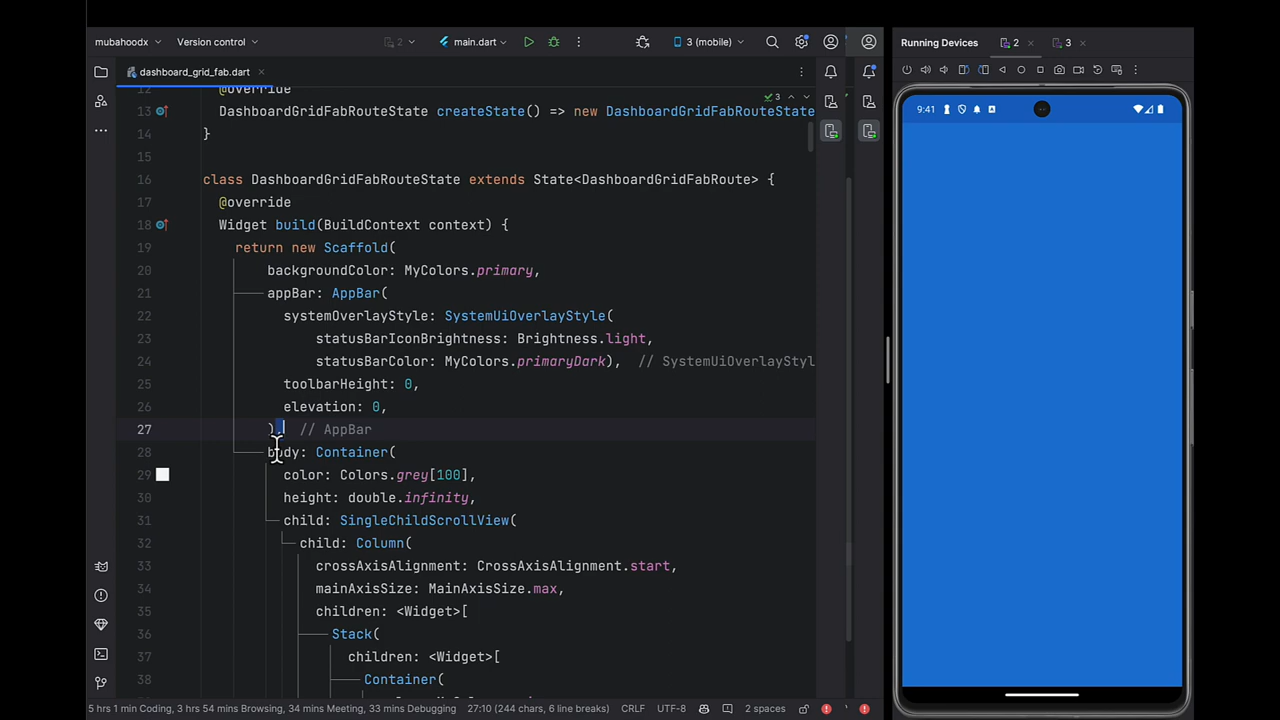 mubahoodx Version control 2 main.dart 3 (mobile)
Running Devices 2 3
dashboard_grid_fab.dart
9:41
3
12 @override
13 DashboardGridFabRouteState createState() => new DashboardGridFabRouteState
14 }
15
16 class DashboardGridFabRouteState extends State<DashboardGridFabRoute> {
17 @override
18 Widget build(BuildContext context) {
19 return new Scaffold(
20 backgroundColor: MyColors.primary,
21 appBar: AppBar(
22 systemOverlayStyle: SystemUiOverlayStyle(
23 statusBarIconBrightness: Brightness.light,
24 statusBarColor: MyColors.primaryDark), // SystemUiOverlayStyl
25 toolbarHeight: 0,
26 elevation: 0,
27 ), // AppBar
28 body: Container(
29 color: Colors.grey[100],
30 height: double.infinity,
31 child: SingleChildScrollView(
32 child: Column(
33 crossAxisAlignment: CrossAxisAlignment.start,
34 mainAxisSize: MainAxisSize.max,
35 children: <Widget>[
36 Stack(
37 children: <Widget>[
38 Container(
5 hrs 1 min Coding, 3 hrs 54 mins Browsing, 34 mins Meeting, 33 mins Debugging 27:10 (244 chars, 6 line breaks) CRLF UTF-8 2 spaces